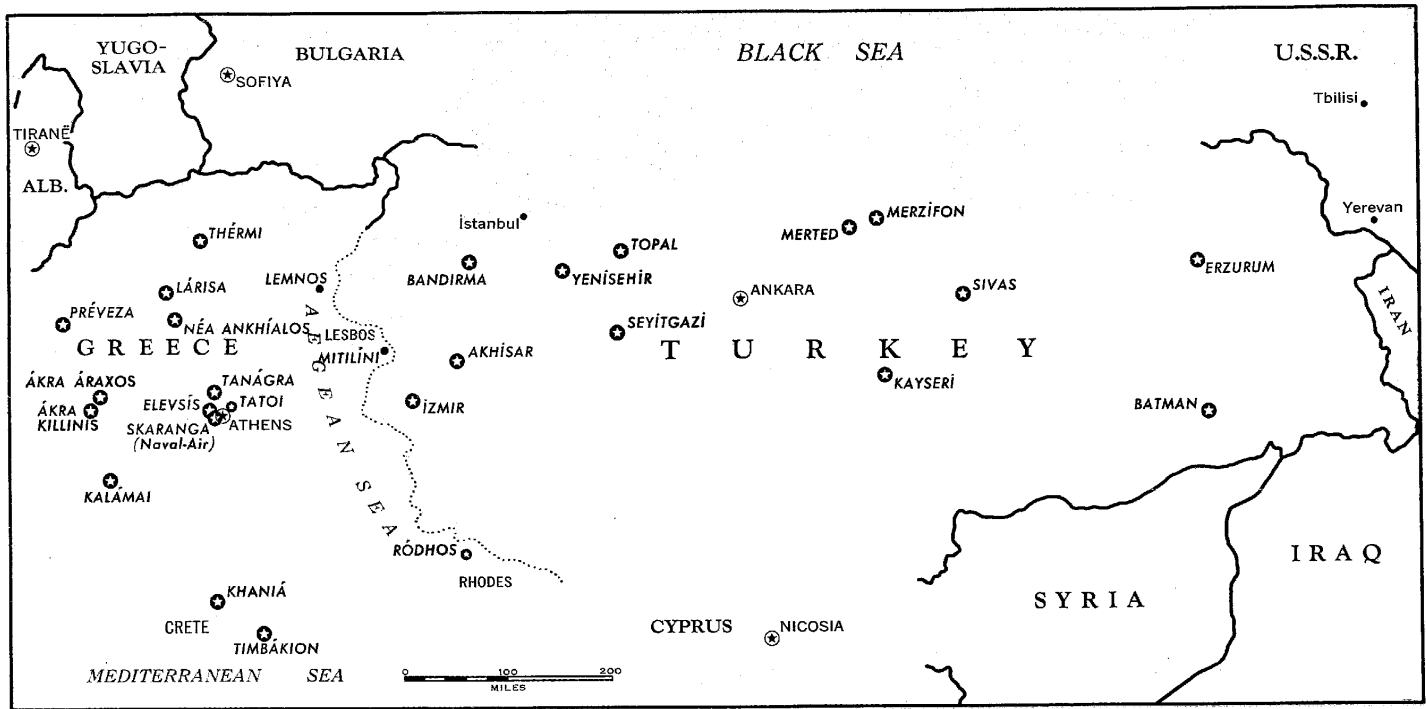 YUGO-
SLAVIA
BULGARIA
BLACK SEA
U.S.S.R.
SOFIYA
Tbilisi
TIRANË
ALB.
Yerevan
İstanbul
MERZİFON
MERTED
THÉRMI
TOPAL
LEMNOS
BANDIRMA
YENİSEHİR
ERZURUM
LÁRISA
ANKARA
SIVAS
IRAN
PRÉVEZA
NÉA ANKHÍALOS
SEYİTGAZİ
GREECE
LESBOS
MITILÍNI
AKHİSAR
TURKEY
AEGEAN SEA
KAYSERİ
ÁKRA ÁRAXOS
TANÁGRA
ÁKRA
KILLINIS
ELEVSÍS
TATOI
İZMIR
BATMAN
SKARANGA
(Naval-Air)
ATHENS
KALÁMAI
RÓDHOS
RHODES
IRAQ
SYRIA
KHANIÁ
CRETE
TIMBÁKION
CYPRUS
NICOSIA
MEDITERRANEAN SEA
0 100 200
MILES